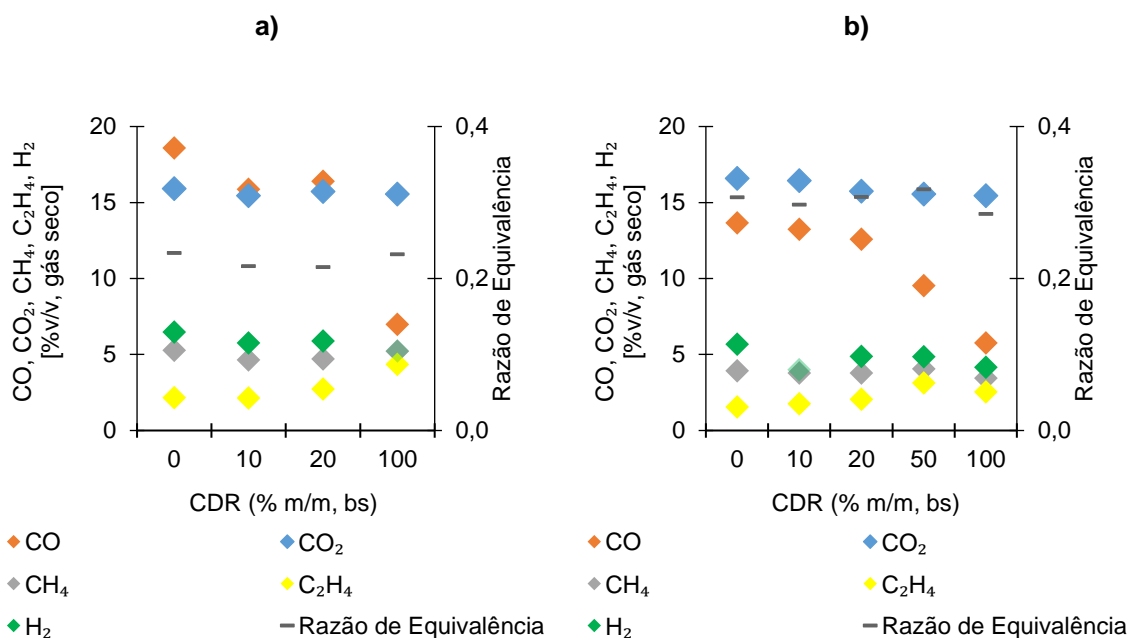 a)
CO, CO₂, CH₄, C₂H₄, H₂
[%v/v, gás seco]
20
15
10
5
0
0,4
0,2
0,0
Razão de Equivalência
0 10 20 100
CDR (% m/m, bs)
CO CO₂
CH₄ C₂H₄
H₂ Razão de Equivalência
b)
CO, CO₂, CH₄, C₂H₄, H₂
[%v/v, gás seco]
20
15
10
5
0
0,4
0,2
0,0
Razão de Equivalência
0 10 20 50 100
CDR (% m/m, bs)
CO CO₂
CH₄ C₂H₄
H₂ Razão de Equivalência